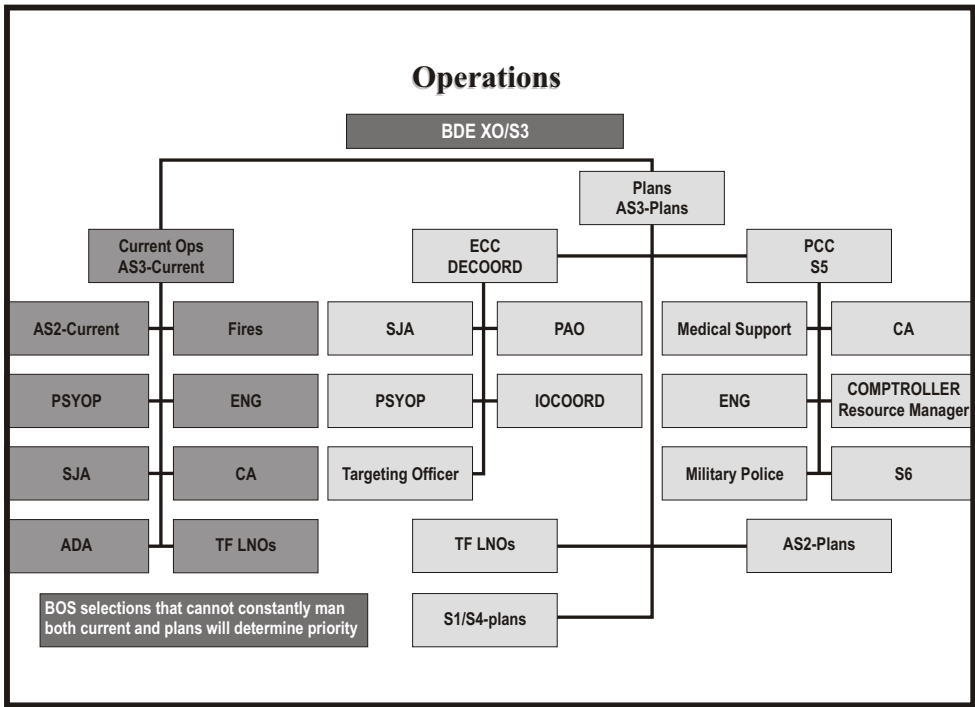 Operations
BDE XO/S3
Plans
AS3-Plans
Current Ops
AS3-Current
ECC
DECOORD
PCC
S5
AS2-Current
Fires
SJA
PAO
Medical Support
CA
PSYOP
ENG
PSYOP
IOCOORD
ENG
COMPTROLLER
Resource Manager
SJA
CA
Targeting Officer
Military Police
S6
ADA
TF LNOs
TF LNOs
AS2-Plans
BOS selections that cannot constantly man
both current and plans will determine priority
S1/S4-plans